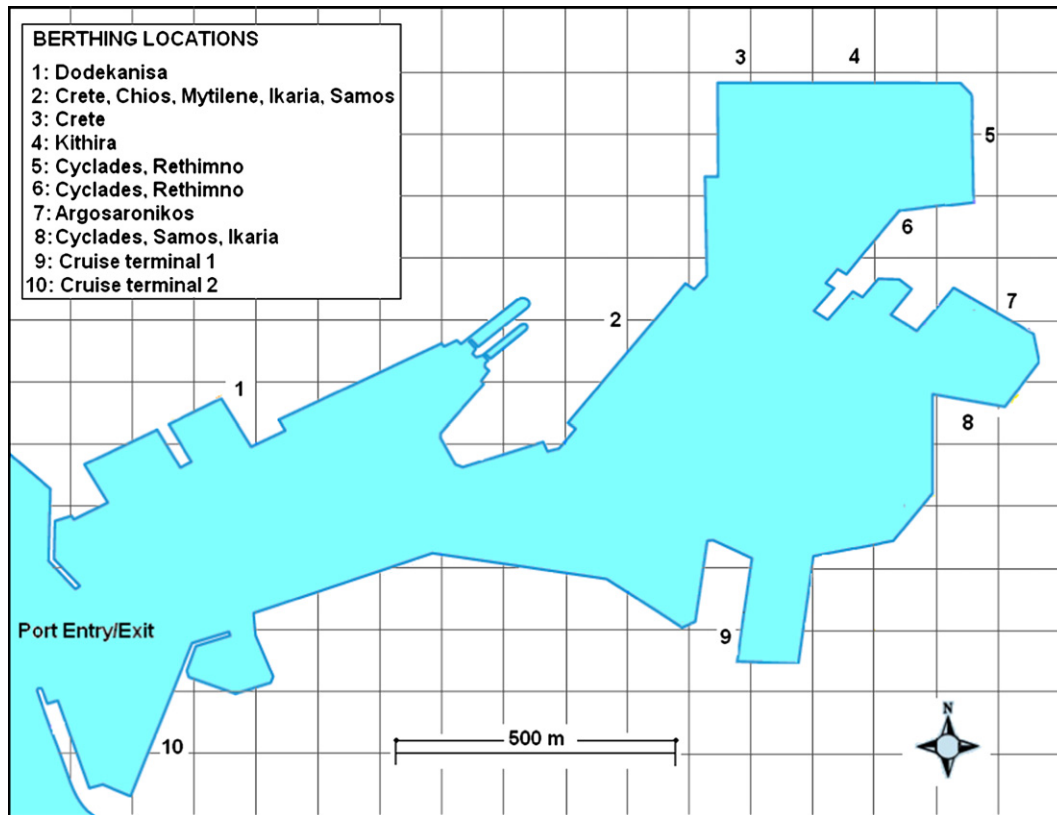 BERTHING LOCATIONS
1: Dodekanisa
2: Crete, Chios, Mytilene, Ikaria, Samos
3: Crete
4: Kithira
5: Cyclades, Rethimno
6: Cyclades, Rethimno
7: Argosaronikos
8: Cyclades, Samos, Ikaria
9: Cruise terminal 1
10: Cruise terminal 2
3
4
5
6
7
2
1
8
Port Entry/Exit
9
10
500 m
N